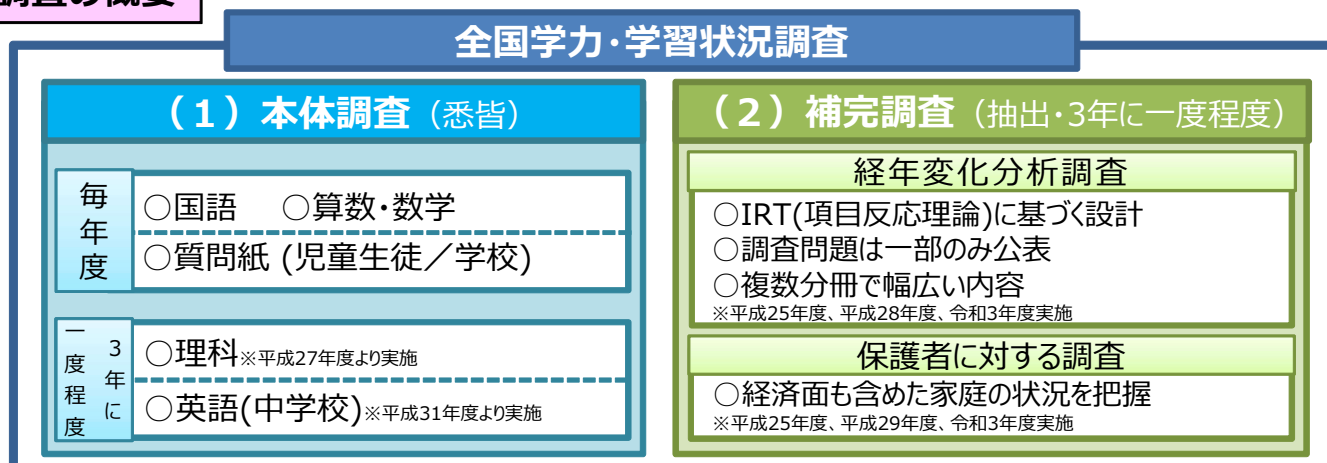 調査の概要
全国学力・学習状況調査
(1)本体調査(悉皆)
毎年度
○国語 ○算数・数学
○質問紙 (児童生徒/学校)
3年に一度程度
○理科※平成27年度より実施
○英語(中学校)※平成31年度より実施
(2)補完調査(抽出・3年に一度程度)
経年変化分析調査
○IRT(項目反応理論)に基づく設計
○調査問題は一部のみ公表
○複数分冊で幅広い内容
※平成25年度、平成28年度、令和3年度実施
保護者に対する調査
○経済面も含めた家庭の状況を把握
※平成25年度、平成29年度、令和3年度実施